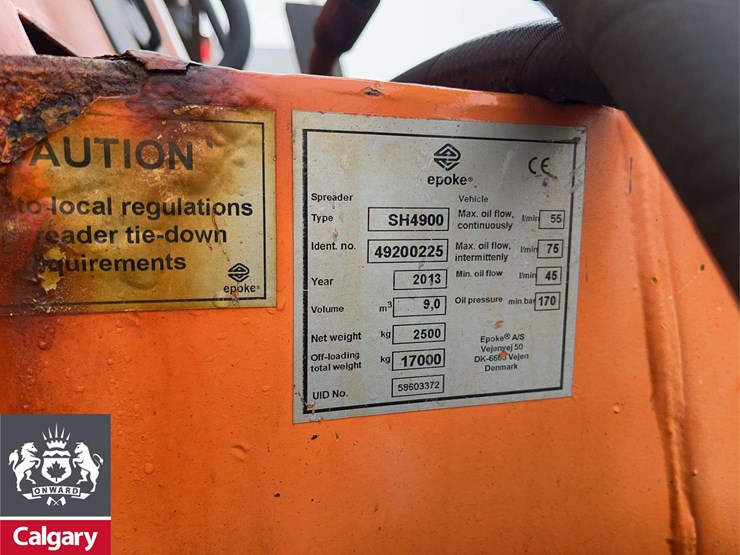 AUTION
to local regulations
reader tie-down
quirements
epoke®
epoke®
CE
Spreader
Type SH4900
Ident. no. 49200225
Year 2013
Volume m³ 9,0
Net weight kg 2500
Off-loading
total weight kg 17000
UID No. 59603372
Vehicle
Max. oil flow,
continuously l/min 55
Max. oil flow,
intermittenly l/min 75
Min. oil flow l/min 45
Oil pressure min bar 170
Epoke® A/S
Vejenvej 50
Vejen
Denmark
ONWARD
Calgary